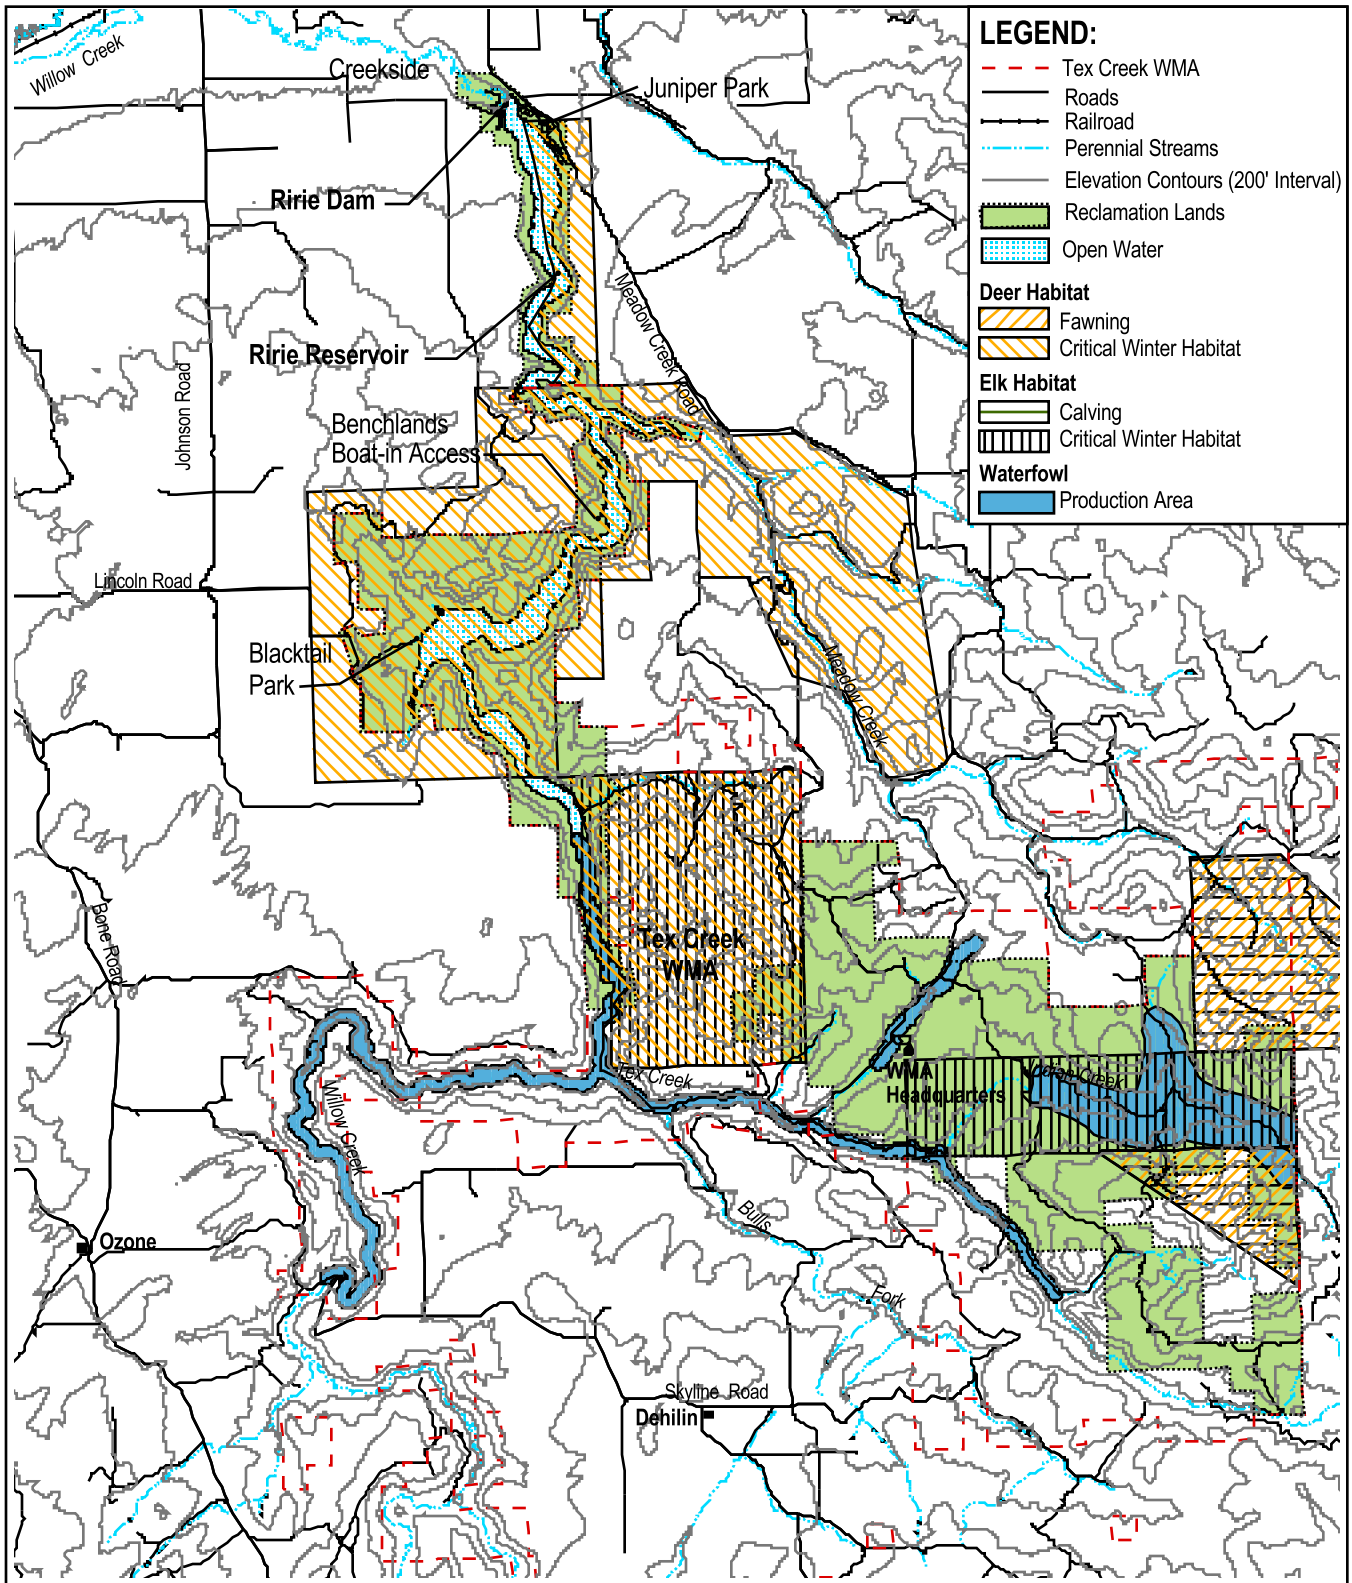 LEGEND:
Tex Creek WMA
Roads
Railroad
Perennial Streams
Elevation Contours (200' Interval)
Reclamation Lands
Open Water
Deer Habitat
Fawning
Critical Winter Habitat
Elk Habitat
Calving
Critical Winter Habitat
Waterfowl
Production Area
Willow Creek
Creekside
Juniper Park
Ririe Dam
Meadow Creek Road
Ririe Reservoir
Johnson Road
Benchlands
Boat-in Access
Lincoln Road
Blacktail
Park
Meadow Creek
Bone Road
Tex Creek
WMA
Tex Creek
WMA
Headquarters
Indian Creek
Willow Creek
Bulls
Fork
Ozone
Skyline Road
Dehilin